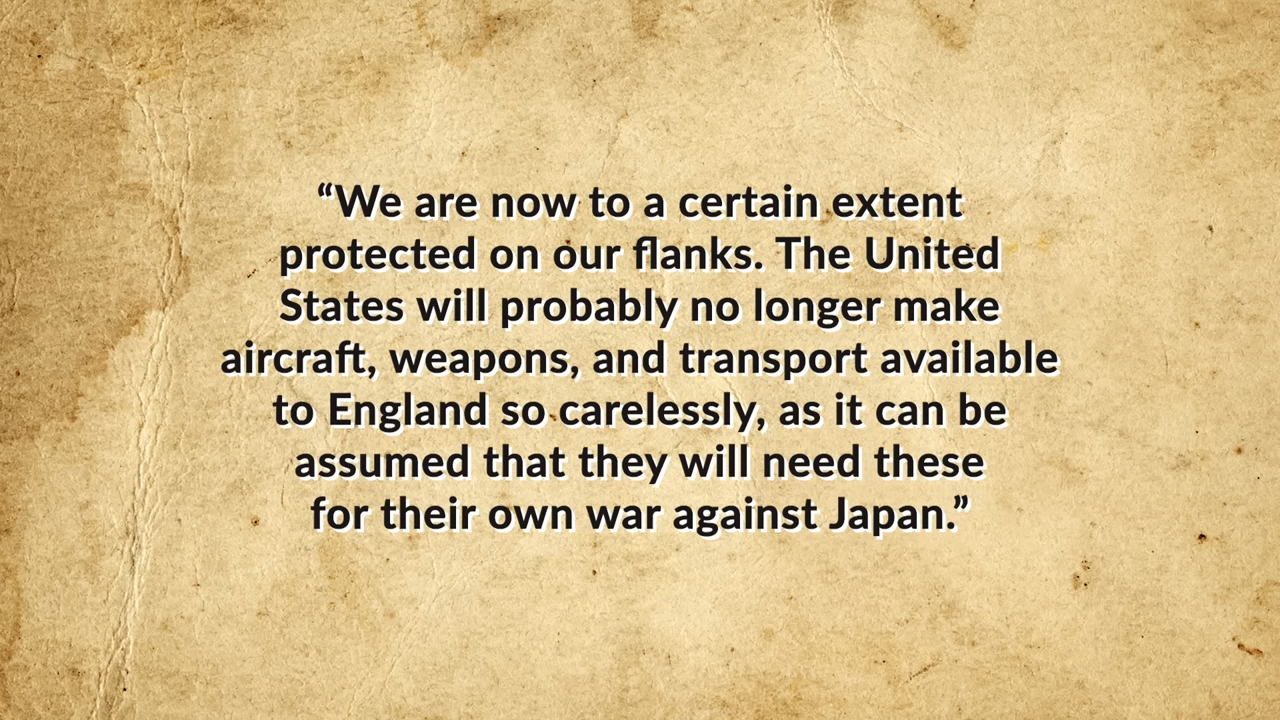 “We are now to a certain extent
protected on our flanks. The United
States will probably no longer make
aircraft, weapons, and transport available
to England so carelessly, as it can be
assumed that they will need these
for their own war against Japan.”